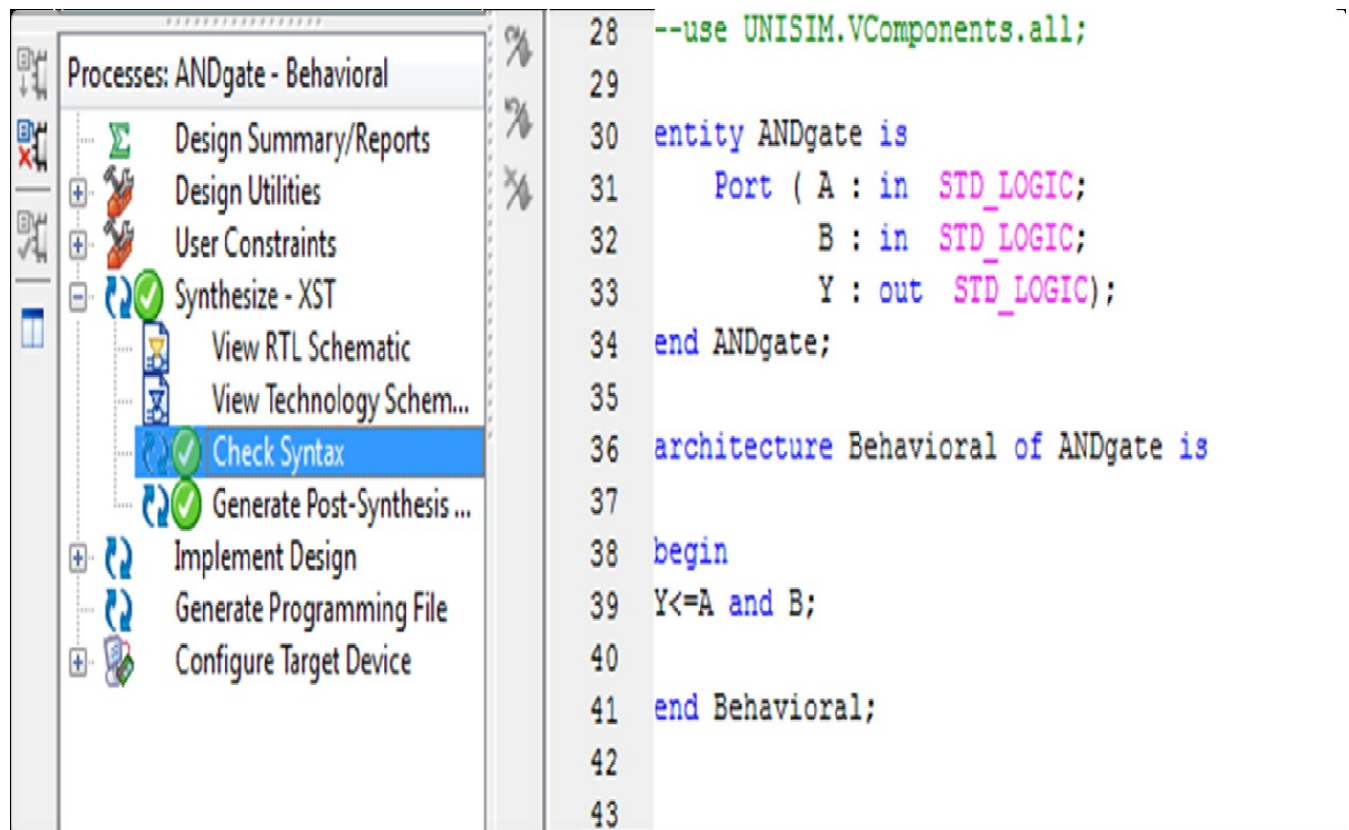 Processes: ANDgate - Behavioral
Design Summary/Reports
Design Utilities
User Constraints
Synthesize - XST
View RTL Schematic
View Technology Schem...
Check Syntax
Generate Post-Synthesis ...
Implement Design
Generate Programming File
Configure Target Device
28 --use UNISIM.VComponents.all;
29
30 entity ANDgate is
31 Port ( A : in STD_LOGIC;
32 B : in STD_LOGIC;
33 Y : out STD_LOGIC);
34 end ANDgate;
35
36 architecture Behavioral of ANDgate is
37
38 begin
39 Y<=A and B;
40
41 end Behavioral;
42
43